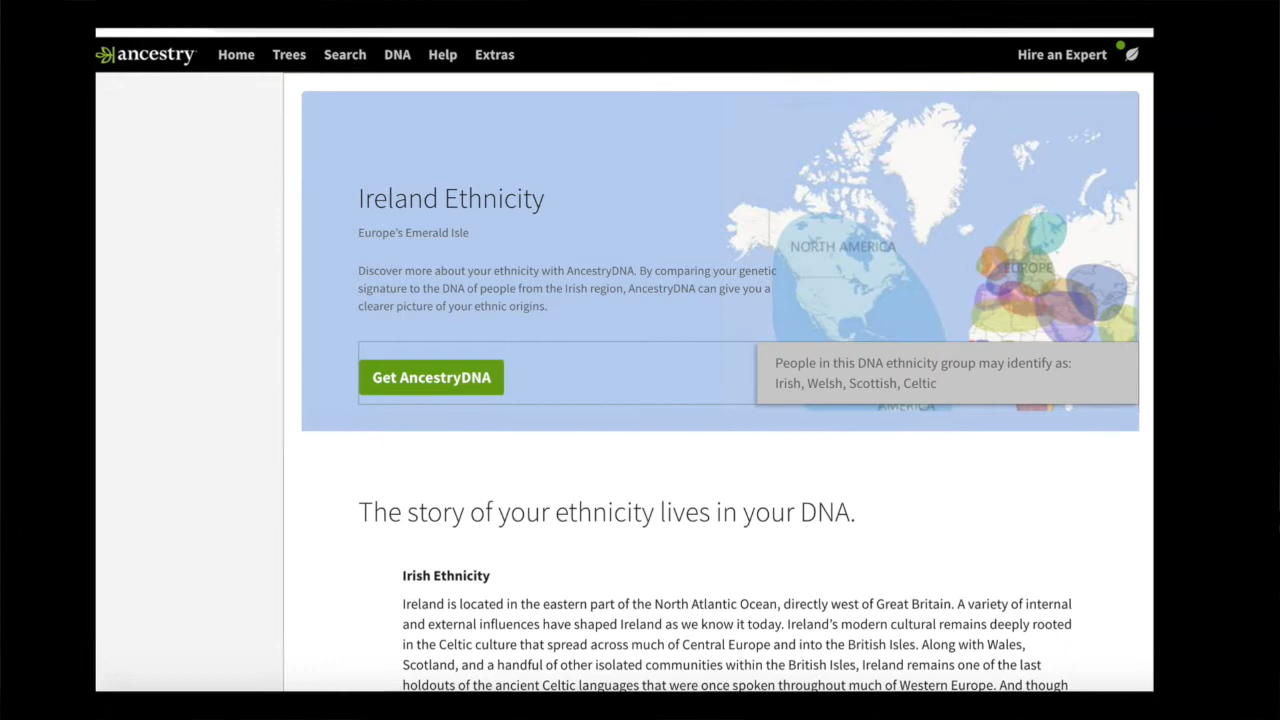 ancestry Home Trees Search DNA Help Extras Hire an Expert
Ireland Ethnicity
Europe's Emerald Isle
Discover more about your ethnicity with AncestryDNA. By comparing your genetic
signature to the DNA of people from the Irish region, AncestryDNA can give you a
clearer picture of your ethnic origins.
Get AncestryDNA
NORTH AMERICA
EUROPE
People in this DNA ethnicity group may identify as:
Irish, Welsh, Scottish, Celtic
AMERICA
The story of your ethnicity lives in your DNA.
Irish Ethnicity
Ireland is located in the eastern part of the North Atlantic Ocean, directly west of Great Britain. A variety of internal
and external influences have shaped Ireland as we know it today. Ireland's modern cultural remains deeply rooted
in the Celtic culture that spread across much of Central Europe and into the British Isles. Along with Wales,
Scotland, and a handful of other isolated communities within the British Isles, Ireland remains one of the last
holdouts of the ancient Celtic languages that were once spoken throughout much of Western Europe. And though